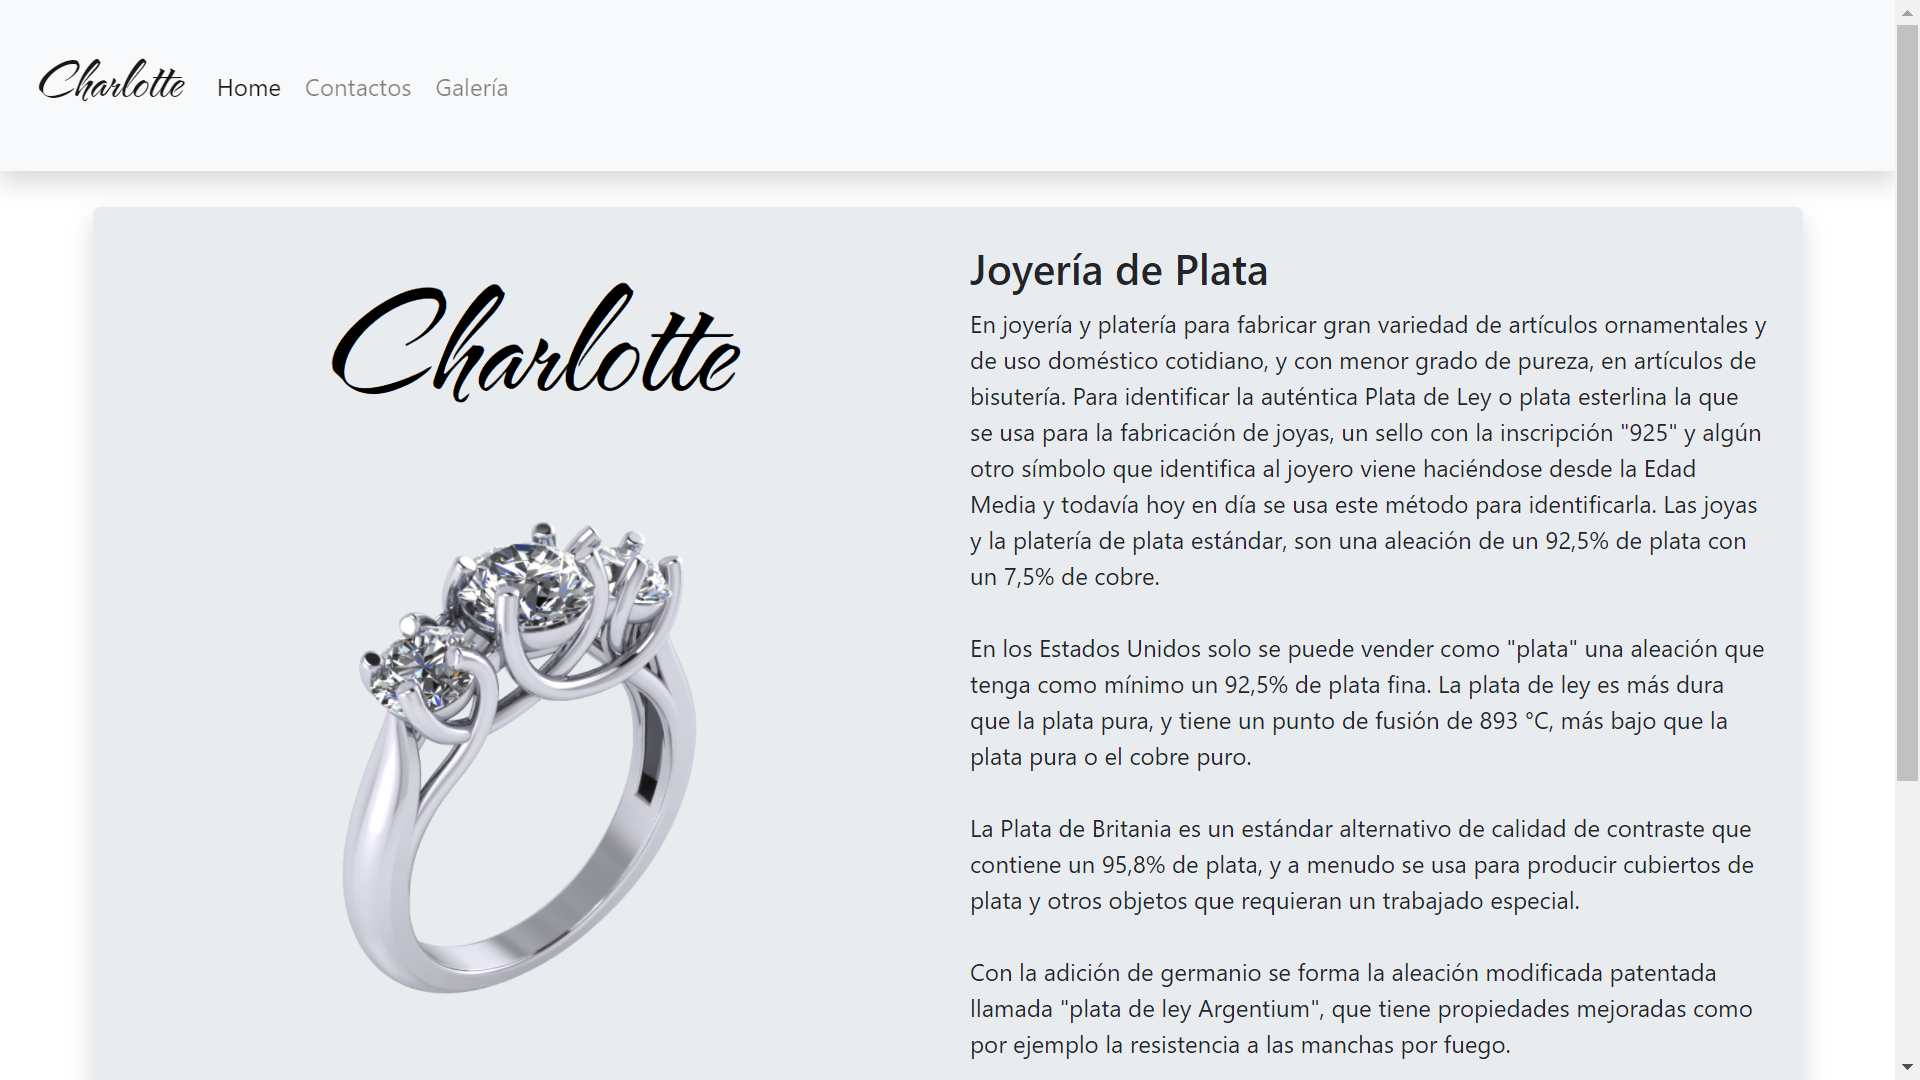 Charlotte Home Contactos Galería
Charlotte
Joyería de Plata
En joyería y platería para fabricar gran variedad de artículos ornamentales y
de uso doméstico cotidiano, y con menor grado de pureza, en artículos de
bisutería. Para identificar la auténtica Plata de Ley o plata esterlina la que
se usa para la fabricación de joyas, un sello con la inscripción "925" y algún
otro símbolo que identifica al joyero viene haciéndose desde la Edad
Media y todavía hoy en día se usa este método para identificarla. Las joyas
y la platería de plata estándar, son una aleación de un 92,5% de plata con
un 7,5% de cobre.
En los Estados Unidos solo se puede vender como "plata" una aleación que
tenga como mínimo un 92,5% de plata fina. La plata de ley es más dura
que la plata pura, y tiene un punto de fusión de 893 °C, más bajo que la
plata pura o el cobre puro.
La Plata de Britania es un estándar alternativo de calidad de contraste que
contiene un 95,8% de plata, y a menudo se usa para producir cubiertos de
plata y otros objetos que requieran un trabajado especial.
Con la adición de germanio se forma la aleación modificada patentada
llamada "plata de ley Argentium", que tiene propiedades mejoradas como
por ejemplo la resistencia a las manchas por fuego.